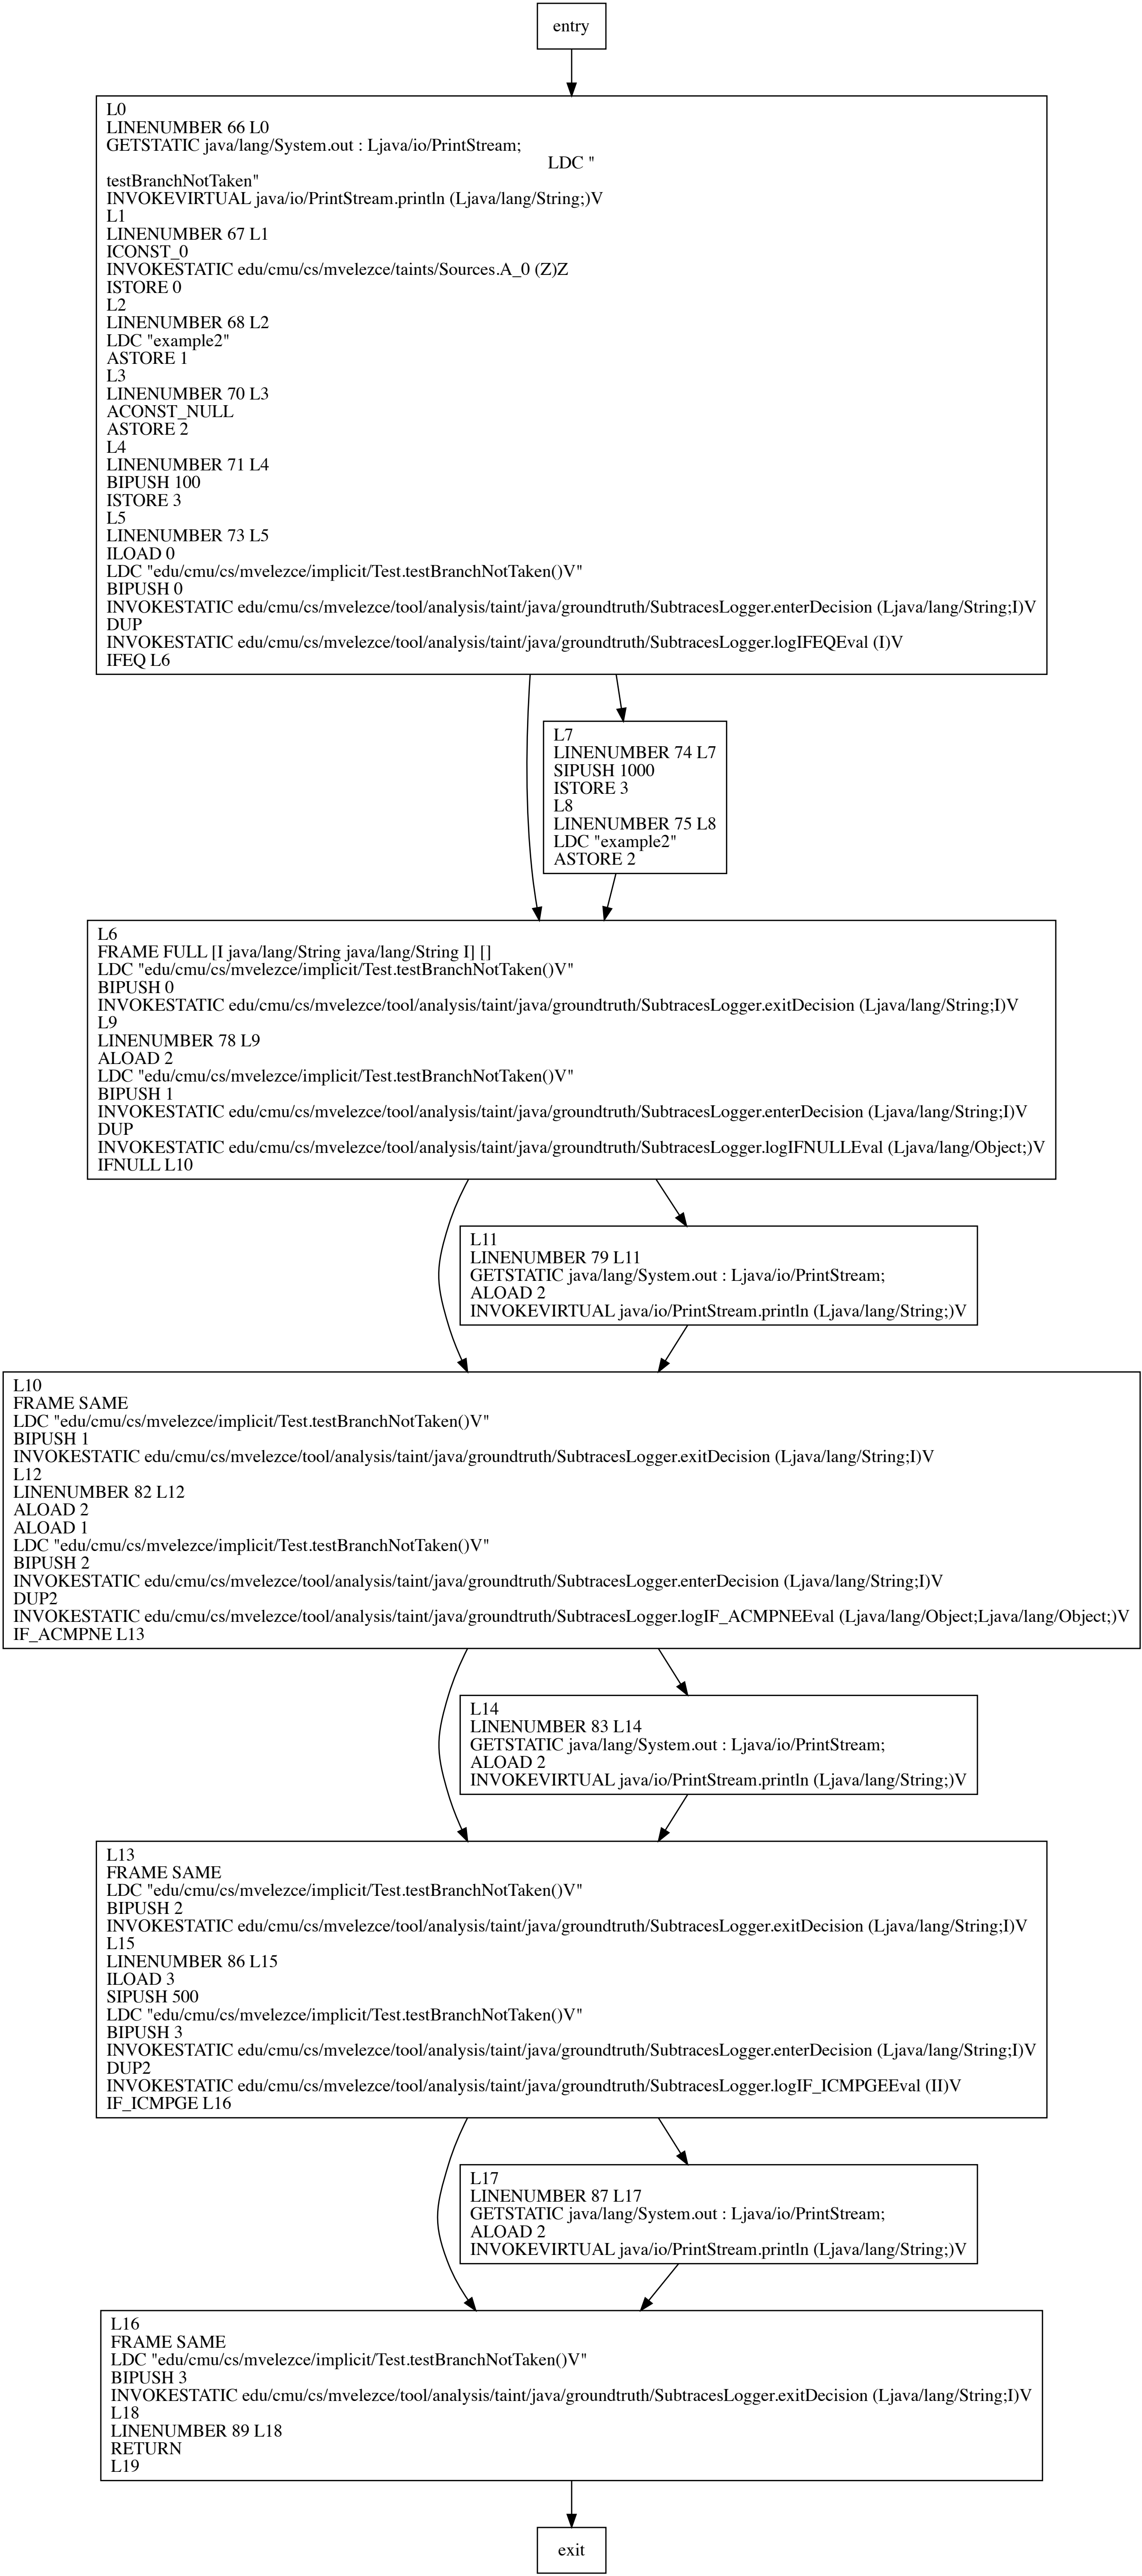 entry
L0
LINENUMBER 66 L0
GETSTATIC java/lang/System.out : Ljava/io/PrintStream;
LDC "
testBranchNotTaken"
INVOKEVIRTUAL java/io/PrintStream.println (Ljava/lang/String;)V
L1
LINENUMBER 67 L1
ICONST_0
INVOKESTATIC edu/cmu/cs/mvelezce/taints/Sources.A_0 (Z)Z
ISTORE 0
L2
LINENUMBER 68 L2
LDC "example2"
ASTORE 1
L3
LINENUMBER 70 L3
ACONST_NULL
ASTORE 2
L4
LINENUMBER 71 L4
BIPUSH 100
ISTORE 3
L5
LINENUMBER 73 L5
ILOAD 0
LDC "edu/cmu/cs/mvelezce/implicit/Test.testBranchNotTaken()V"
BIPUSH 0
INVOKESTATIC edu/cmu/cs/mvelezce/tool/analysis/taint/java/groundtruth/SubtracesLogger.enterDecision (Ljava/lang/String;I)V
DUP
INVOKESTATIC edu/cmu/cs/mvelezce/tool/analysis/taint/java/groundtruth/SubtracesLogger.logIFEQEval (I)V
IFEQ L6
L7
LINENUMBER 74 L7
SIPUSH 1000
ISTORE 3
L8
LINENUMBER 75 L8
LDC "example2"
ASTORE 2
L6
FRAME FULL [I java/lang/String java/lang/String I] []
LDC "edu/cmu/cs/mvelezce/implicit/Test.testBranchNotTaken()V"
BIPUSH 0
INVOKESTATIC edu/cmu/cs/mvelezce/tool/analysis/taint/java/groundtruth/SubtracesLogger.exitDecision (Ljava/lang/String;I)V
L9
LINENUMBER 78 L9
ALOAD 2
LDC "edu/cmu/cs/mvelezce/implicit/Test.testBranchNotTaken()V"
BIPUSH 1
INVOKESTATIC edu/cmu/cs/mvelezce/tool/analysis/taint/java/groundtruth/SubtracesLogger.enterDecision (Ljava/lang/String;I)V
DUP
INVOKESTATIC edu/cmu/cs/mvelezce/tool/analysis/taint/java/groundtruth/SubtracesLogger.logIFNULLEval (Ljava/lang/Object;)V
IFNULL L10
L11
LINENUMBER 79 L11
GETSTATIC java/lang/System.out : Ljava/io/PrintStream;
ALOAD 2
INVOKEVIRTUAL java/io/PrintStream.println (Ljava/lang/String;)V
L10
FRAME SAME
LDC "edu/cmu/cs/mvelezce/implicit/Test.testBranchNotTaken()V"
BIPUSH 1
INVOKESTATIC edu/cmu/cs/mvelezce/tool/analysis/taint/java/groundtruth/SubtracesLogger.exitDecision (Ljava/lang/String;I)V
L12
LINENUMBER 82 L12
ALOAD 2
ALOAD 1
LDC "edu/cmu/cs/mvelezce/implicit/Test.testBranchNotTaken()V"
BIPUSH 2
INVOKESTATIC edu/cmu/cs/mvelezce/tool/analysis/taint/java/groundtruth/SubtracesLogger.enterDecision (Ljava/lang/String;I)V
DUP2
INVOKESTATIC edu/cmu/cs/mvelezce/tool/analysis/taint/java/groundtruth/SubtracesLogger.logIF_ACMPNEEval (Ljava/lang/Object;Ljava/lang/Object;)V
IF_ACMPNE L13
L14
LINENUMBER 83 L14
GETSTATIC java/lang/System.out : Ljava/io/PrintStream;
ALOAD 2
INVOKEVIRTUAL java/io/PrintStream.println (Ljava/lang/String;)V
L13
FRAME SAME
LDC "edu/cmu/cs/mvelezce/implicit/Test.testBranchNotTaken()V"
BIPUSH 2
INVOKESTATIC edu/cmu/cs/mvelezce/tool/analysis/taint/java/groundtruth/SubtracesLogger.exitDecision (Ljava/lang/String;I)V
L15
LINENUMBER 86 L15
ILOAD 3
SIPUSH 500
LDC "edu/cmu/cs/mvelezce/implicit/Test.testBranchNotTaken()V"
BIPUSH 3
INVOKESTATIC edu/cmu/cs/mvelezce/tool/analysis/taint/java/groundtruth/SubtracesLogger.enterDecision (Ljava/lang/String;I)V
DUP2
INVOKESTATIC edu/cmu/cs/mvelezce/tool/analysis/taint/java/groundtruth/SubtracesLogger.logIF_ICMPGEEval (II)V
IF_ICMPGE L16
L17
LINENUMBER 87 L17
GETSTATIC java/lang/System.out : Ljava/io/PrintStream;
ALOAD 2
INVOKEVIRTUAL java/io/PrintStream.println (Ljava/lang/String;)V
L16
FRAME SAME
LDC "edu/cmu/cs/mvelezce/implicit/Test.testBranchNotTaken()V"
BIPUSH 3
INVOKESTATIC edu/cmu/cs/mvelezce/tool/analysis/taint/java/groundtruth/SubtracesLogger.exitDecision (Ljava/lang/String;I)V
L18
LINENUMBER 89 L18
RETURN
L19
exit